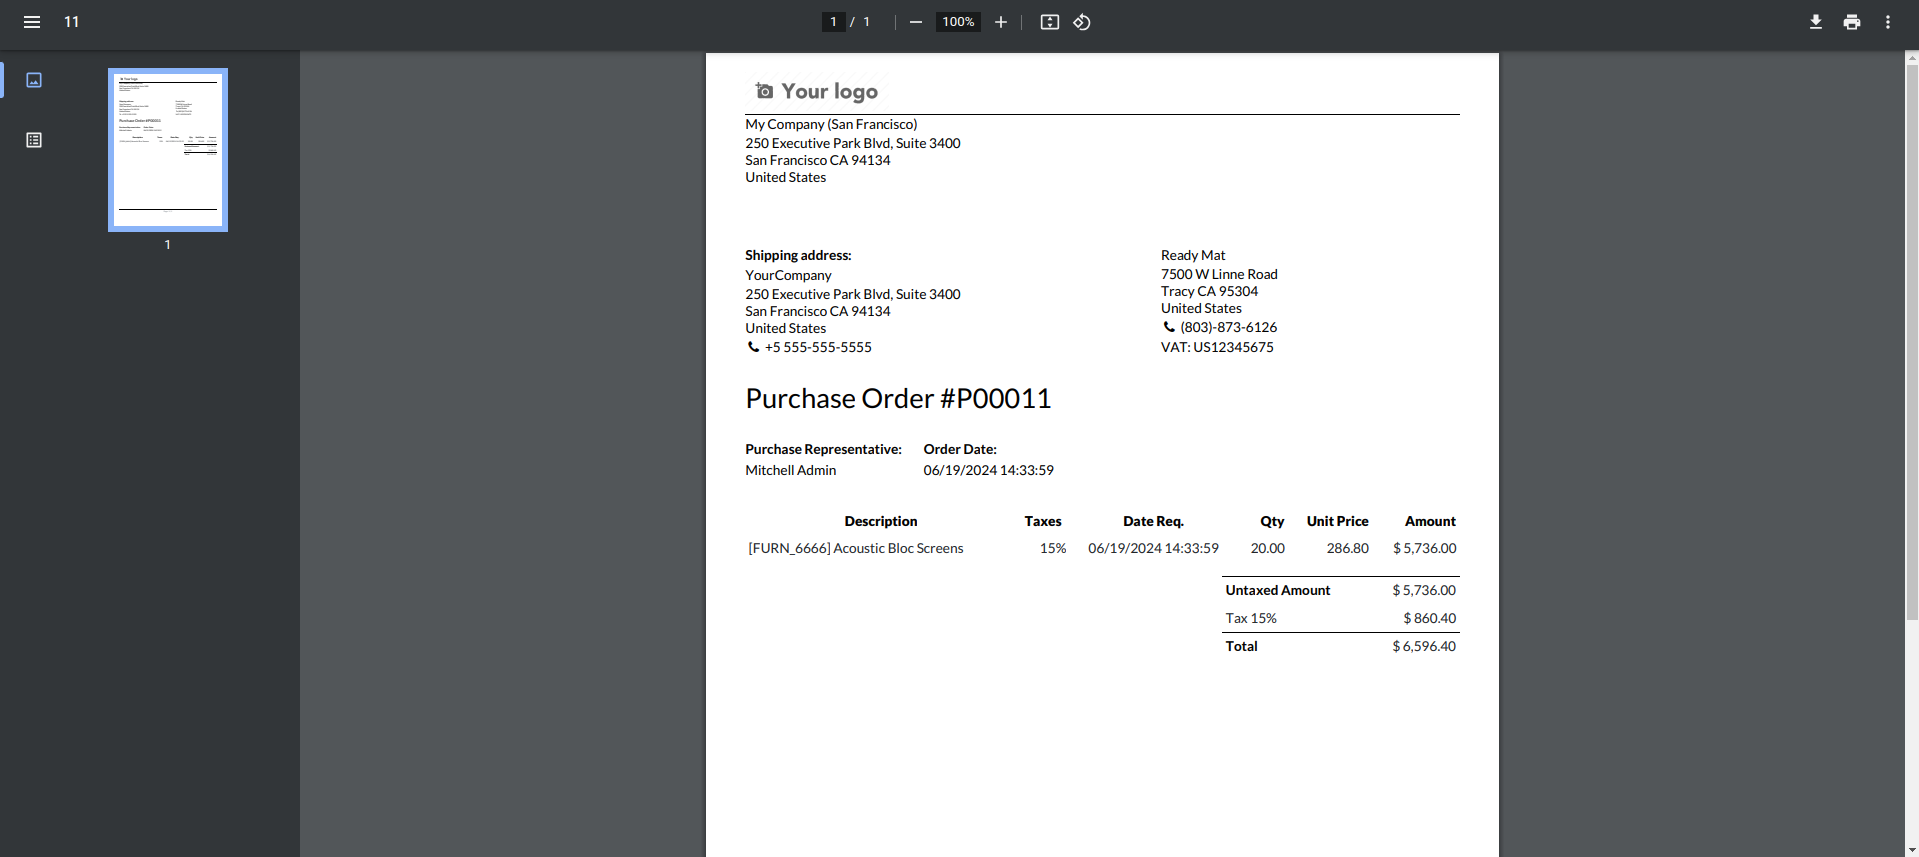 11
1 / 1
100%
1
Your logo
My Company (San Francisco)
250 Executive Park Blvd, Suite 3400
San Francisco CA 94134
United States
Shipping address:
YourCompany
250 Executive Park Blvd, Suite 3400
San Francisco CA 94134
United States
+5 555-555-5555
Ready Mat
7500 W Linne Road
Tracy CA 95304
United States
(803)-873-6126
VAT: US12345675
Purchase Order #P00011
Purchase Representative: Order Date:
Mitchell Admin 06/19/2024 14:33:59
Description Taxes Date Req. Qty Unit Price Amount
[FURN_6666] Acoustic Bloc Screens 15% 06/19/2024 14:33:59 20.00 286.80 $ 5,736.00
Untaxed Amount $ 5,736.00
Tax 15% $ 860.40
Total $ 6,596.40